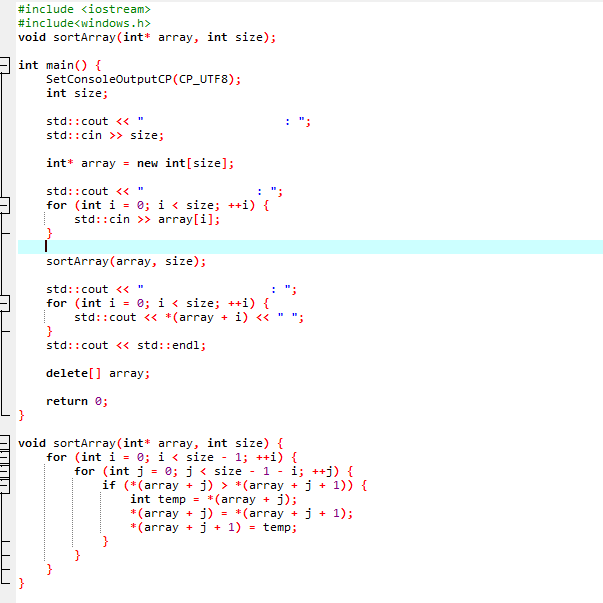 #include <iostream>
#include<windows.h>
void sortArray(int* array, int size);
int main() {
SetConsoleOutputCP(CP_UTF8);
int size;
std::cout << "                    : ";
std::cin >> size;
int* array = new int[size];
std::cout << "                : ";
for (int i = 0; i < size; ++i) {
std::cin >> array[i];
}
sortArray(array, size);
std::cout << "                  : ";
for (int i = 0; i < size; ++i) {
std::cout << *(array + i) << " ";
}
std::cout << std::endl;
delete[] array;
return 0;
}
void sortArray(int* array, int size) {
for (int i = 0; i < size - 1; ++i) {
for (int j = 0; j < size - 1 - i; ++j) {
if (*(array + j) > *(array + j + 1)) {
int temp = *(array + j);
*(array + j) = *(array + j + 1);
*(array + j + 1) = temp;
}
}
}
}